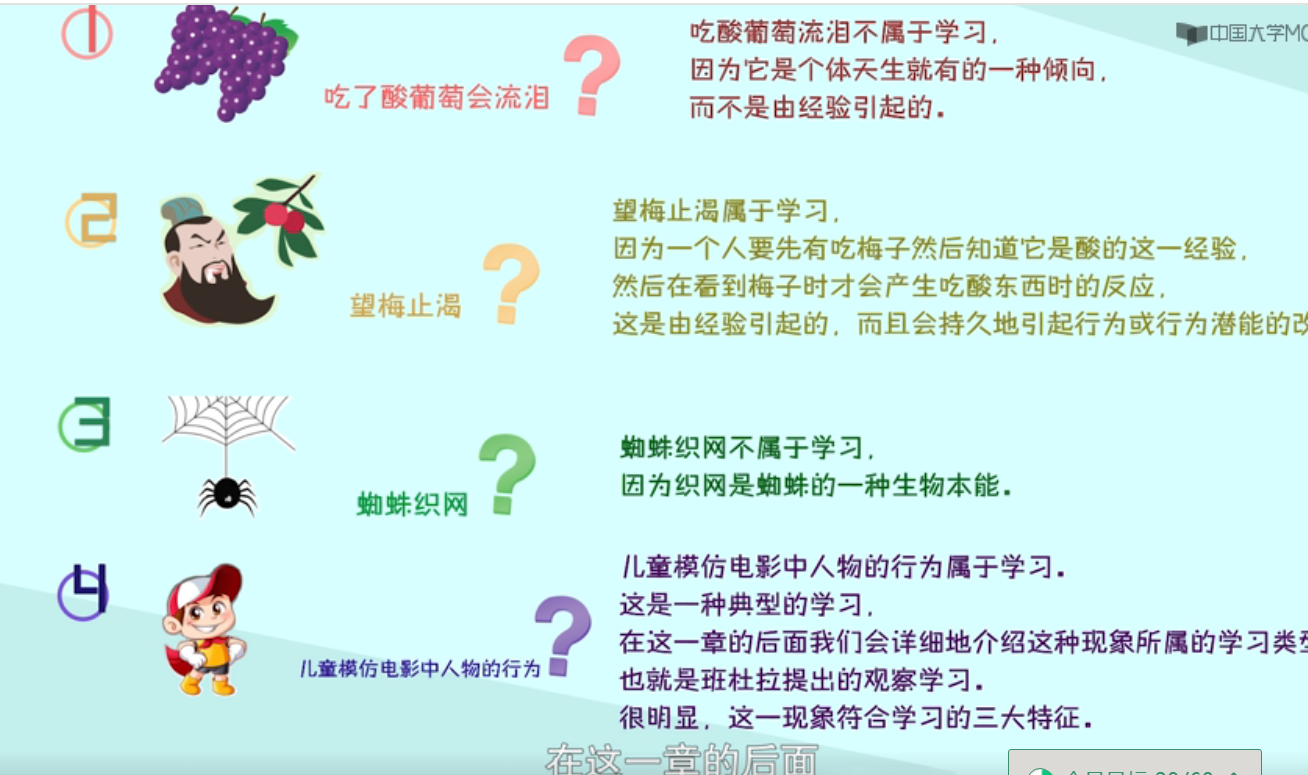 1
吃了酸葡萄会流泪
?
吃酸葡萄流泪不属于学习,
因为它是个体天生就有的一种倾向,
而不是由经验引起的.
中国大学MO
2
望梅止渴
?
望梅止渴属于学习,
因为一个人要先有吃梅子然后知道它是酸的这一经验,
然后在看到梅子时才会产生吃酸东西时的反应,
这是由经验引起的, 而且会持久地引起行为或行为潜能的改
3
蜘蛛织网
?
蜘蛛织网不属于学习,
因为织网是蜘蛛的一种生物本能.
4
儿童模仿电影中人物的行为
?
儿童模仿电影中人物的行为属于学习.
这是一种典型的学习,
在这一章的后面我们会详细地介绍这种现象所属的学习类型
也就是班杜拉提出的观察学习.
很明显, 这一现象符合学习的三大特征.
在这一章的后面